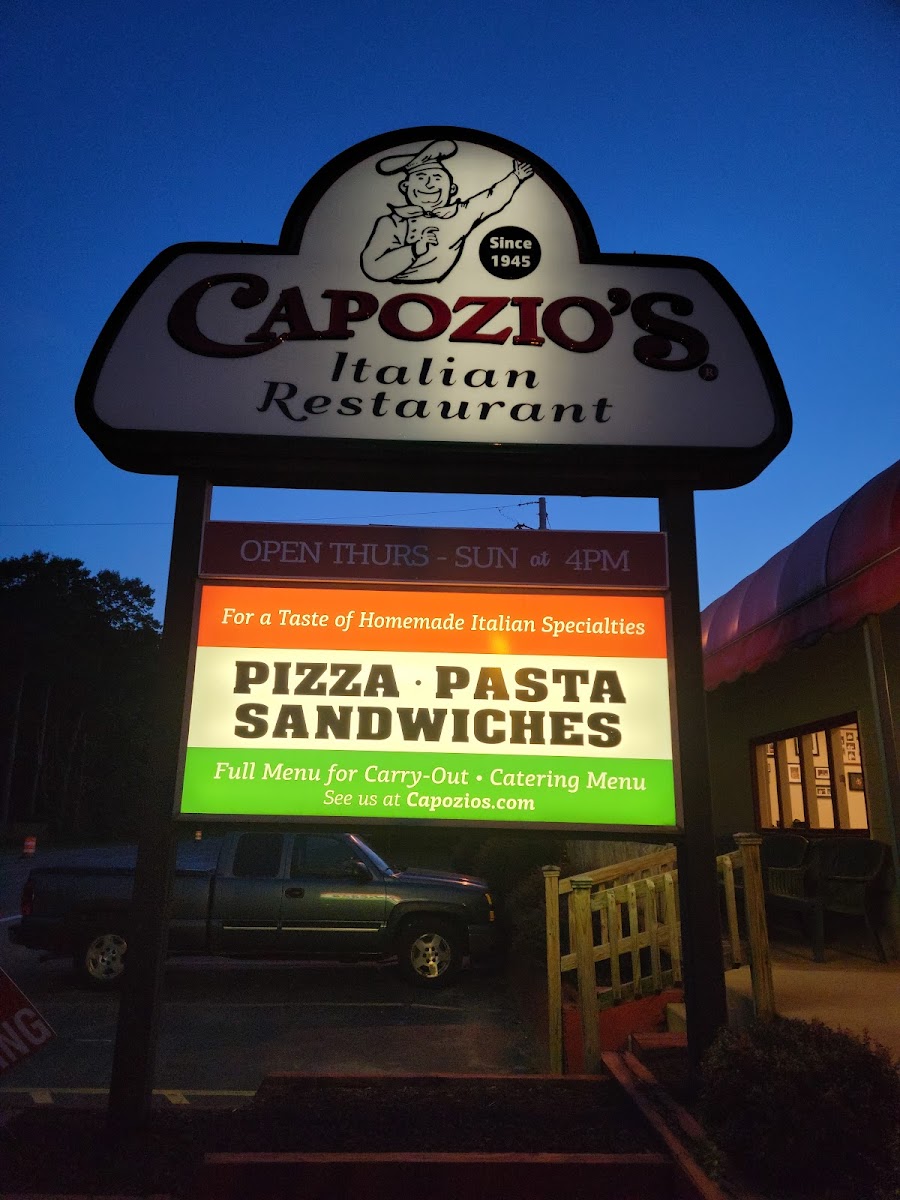 Since
1945
CAPOZIO'S
®
Italian
Restaurant
OPEN THURS - SUN at 4PM
For a Taste of Homemade Italian Specialties
PIZZA · PASTA
SANDWICHES
Full Menu for Carry-Out • Catering Menu
See us at Capozios.com